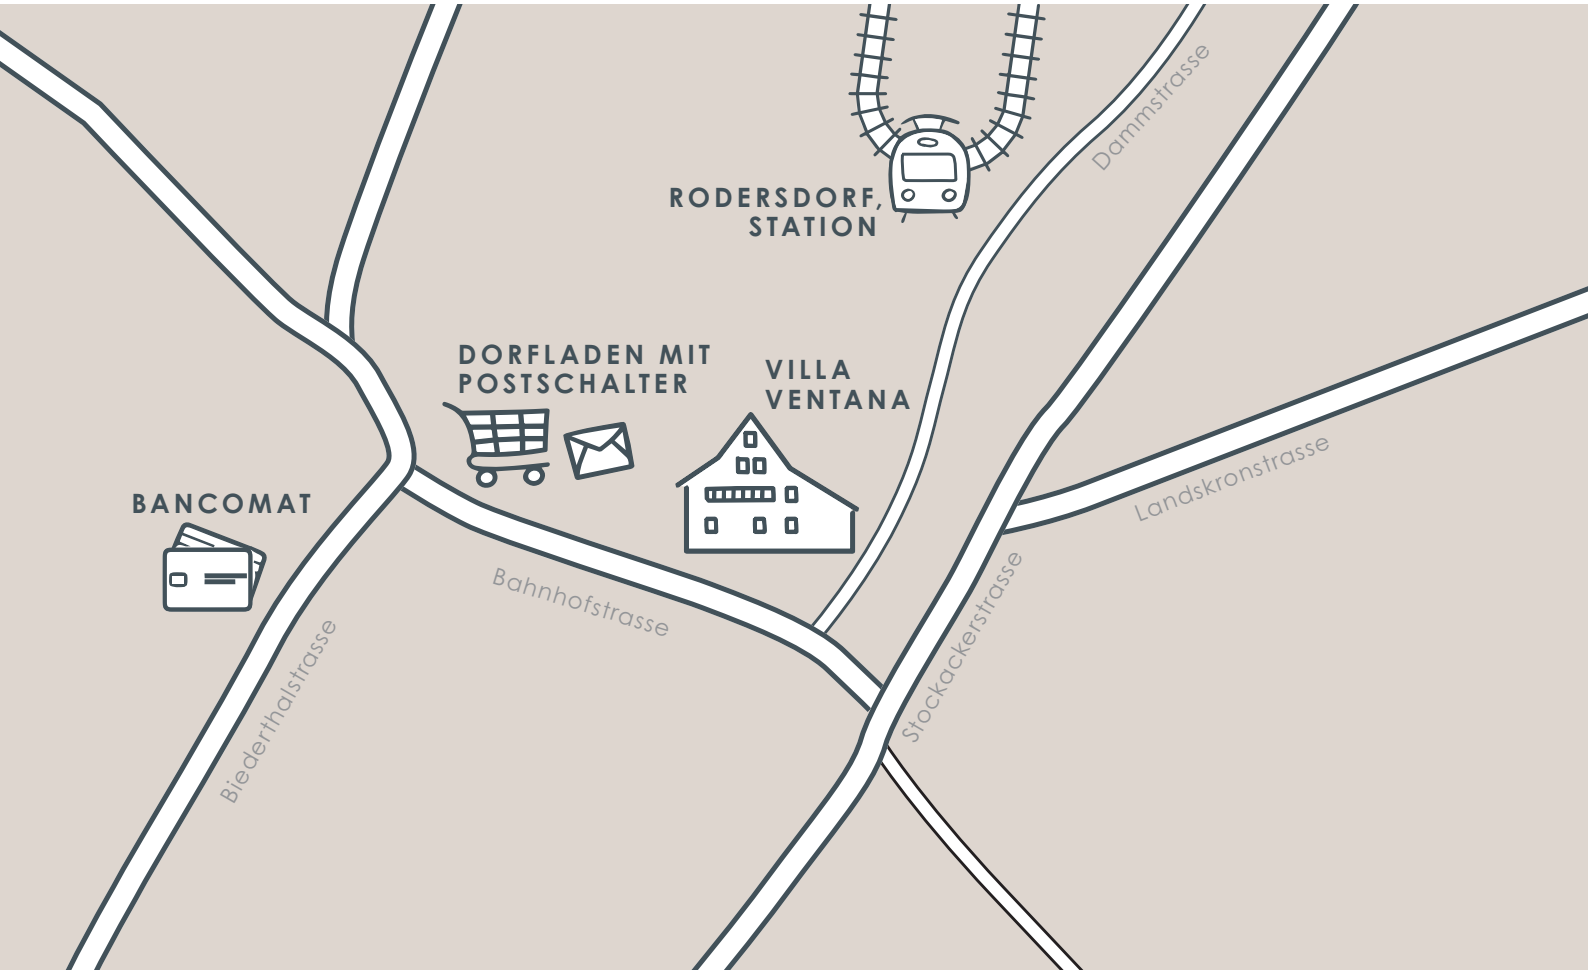 Dammstrasse
RODERSDORF,
STATION
DORFLADEN MIT
POSTSCHALTER
VILLA
VENTANA
BANCOMAT
Landskronstrasse
Bahnhofstrasse
Stockackerstrasse
Biederthalstrasse